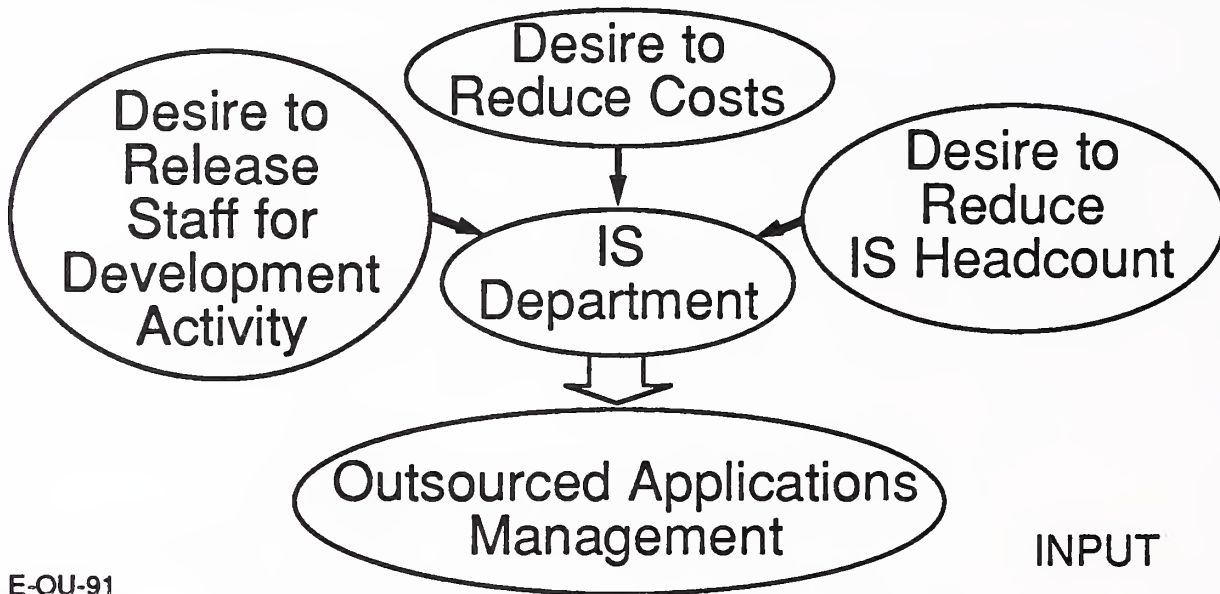 Desire to
Reduce Costs
Desire to
Release
Staff for
Development
Activity
Desire to
Reduce
IS Headcount
IS
Department
Outsourced Applications
Management
INPUT
E-OU-91